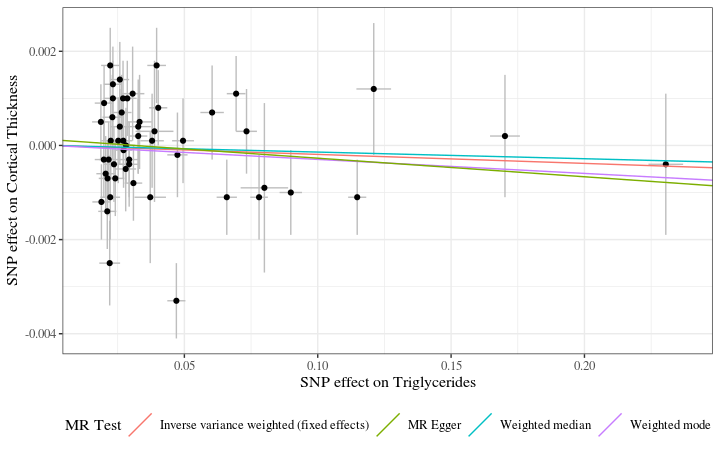 SNP effect on Cortical Thickness
0.002
0.000
-0.002
-0.004
0.05 0.10 0.15 0.20
SNP effect on Triglycerides
MR Test Inverse variance weighted (fixed effects) MR Egger Weighted median Weighted mode